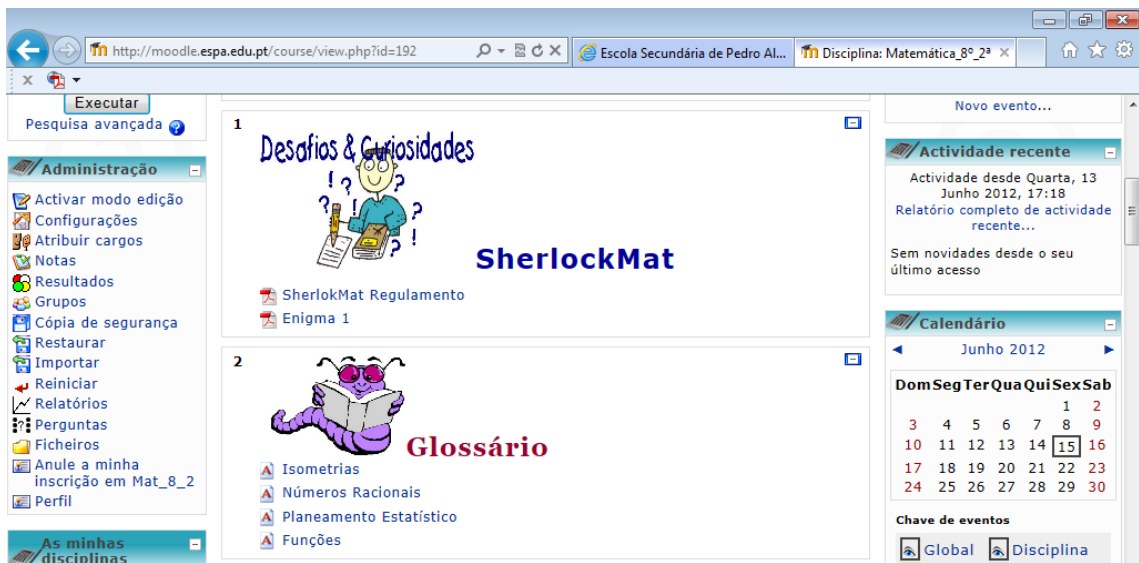 http://moodle.espa.edu.pt/course/view.php?id=192
Escola Secundária de Pedro Al...
Disciplina: Matemática_8º_2ª
Executar
Pesquisa avançada
Administração
Activar modo edição
Configurações
Atribuir cargos
Notas
Resultados
Grupos
Cópia de segurança
Restaurar
Importar
Reiniciar
Relatórios
Perguntas
Ficheiros
Anule a minha
inscrição em Mat_8_2
Perfil
As minhas
disciplinas
1
Desafios & Curiosidades
SherlockMat
SherlokMat Regulamento
Enigma 1
2
Glossário
Isometrias
Números Racionais
Planeamento Estatístico
Funções
Novo evento...
Actividade recente
Actividade desde Quarta, 13
Junho 2012, 17:18
Relatório completo de actividade
recente...
Sem novidades desde o seu
último acesso
Calendário
◄ Junho 2012 ►
Dom Seg Ter Qua Qui Sex Sab
1 2
3 4 5 6 7 8 9
10 11 12 13 14 15 16
17 18 19 20 21 22 23
24 25 26 27 28 29 30
Chave de eventos
Global Disciplina